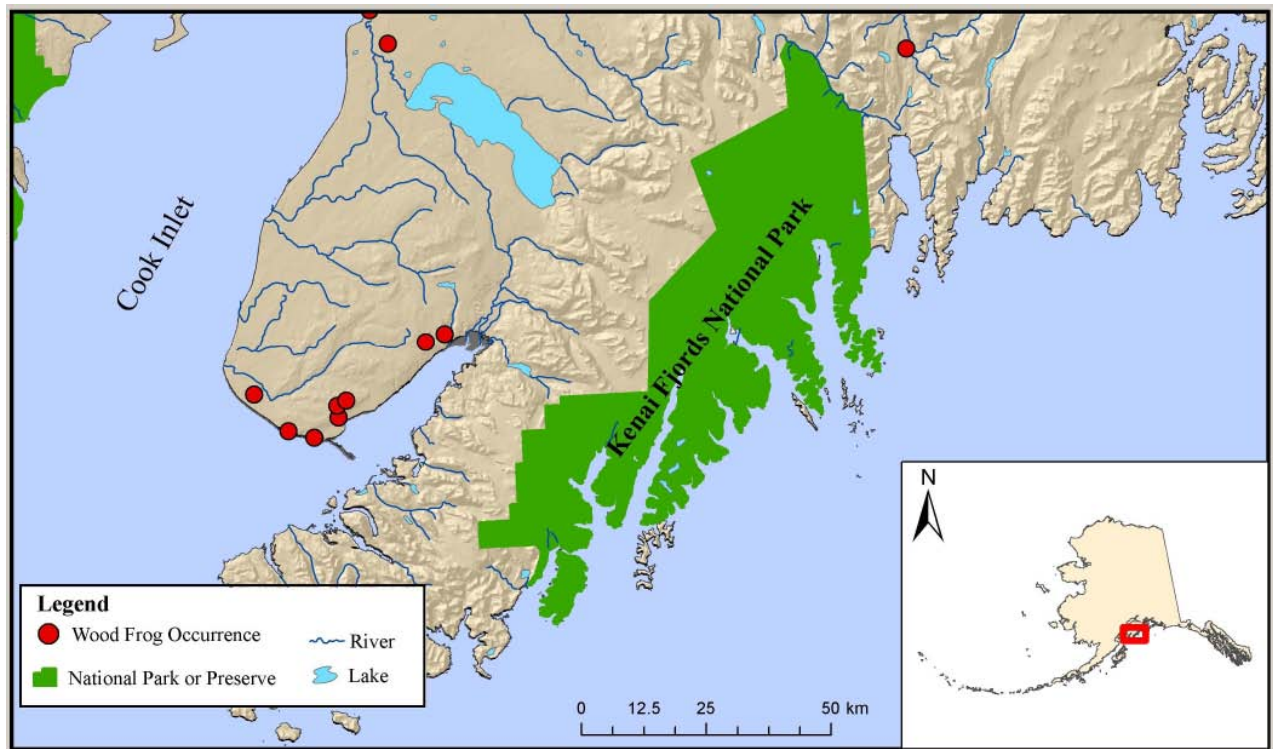 Cook Inlet
Kenai Fjords National Park
Legend
Wood Frog Occurrence
River
National Park or Preserve
Lake
0 12.5 25 50 km
N